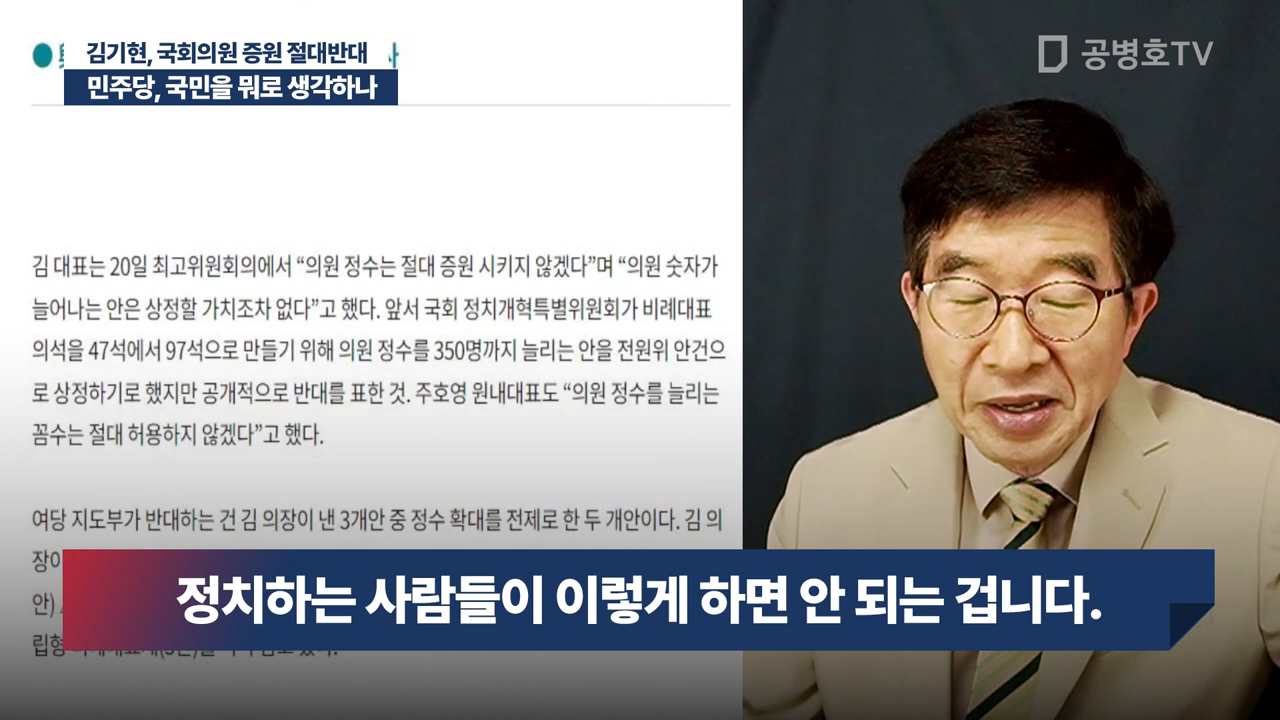 김기현, 국회의원 증원 절대반대
민주당, 국민을 뭐로 생각하나
공병호TV
김 대표는 20일 최고위원회의에서 “의원 정수는 절대 증원 시키지 않겠다”며 “의원 숫자가
늘어나는 안은 상정할 가치조차 없다”고 했다. 앞서 국회 정치개혁특별위원회가 비례대표
의석을 47석에서 97석으로 만들기 위해 의원 정수를 350명까지 늘리는 안을 전원위 안건으
로 상정하기로 했지만 공개적으로 반대를 표한 것. 주호영 원내대표도 “의원 정수를 늘리는
꼼수는 절대 허용하지 않겠다”고 했다.
여당 지도부가 반대하는 건 김 의장이 낸 3개안 중 정수 확대를 전제로 한 두 개안이다. 김 의
장이
안)
립형
정치하는 사람들이 이렇게 하면 안 되는 겁니다.